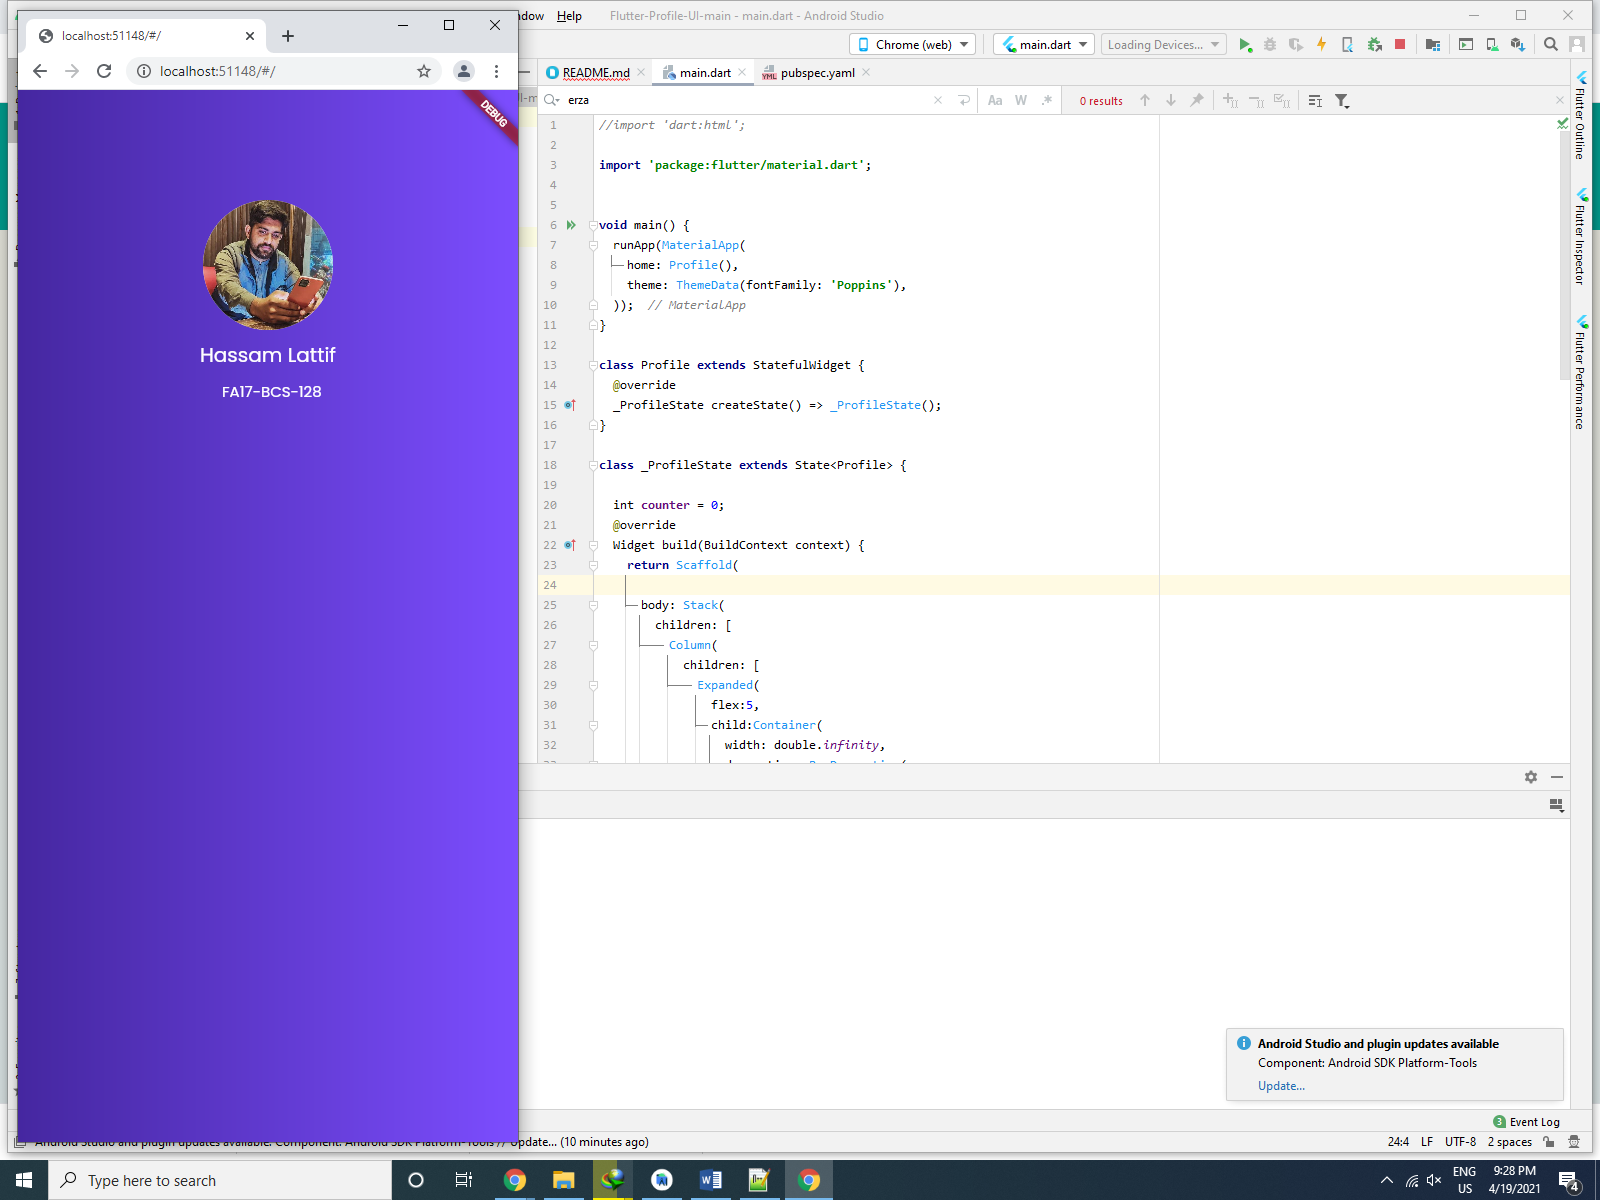 localhost:51148/#/
localhost:51148/#/
DEBUG
Hassam Lattif
FA17-BCS-128
ndow Help Flutter-Profile-UI-main - main.dart - Android Studio
Chrome (web) main.dart Loading Devices...
README.md main.dart pubspec.yaml
erza Aa W .* 0 results
1 //import 'dart:html';
2
3 import 'package:flutter/material.dart';
4
5
6 void main() {
7 runApp(MaterialApp(
8 home: Profile(),
9 theme: ThemeData(fontFamily: 'Poppins'),
10 )); // MaterialApp
11 }
12
13 class Profile extends StatefulWidget {
14 @override
15 _ProfileState createState() => _ProfileState();
16 }
17
18 class _ProfileState extends State<Profile> {
19
20 int counter = 0;
21 @override
22 Widget build(BuildContext context) {
23 return Scaffold(
24
25 body: Stack(
26 children: [
27 Column(
28 children: [
29 Expanded(
30 flex:5,
31 child:Container(
32 width: double.infinity,
Flutter Outline
Flutter Inspector
Flutter Performance
Android Studio and plugin updates available
Component: Android SDK Platform-Tools
Update...
3 Event Log
Android Studio and plugin updates available: Component: Android SDK Platform-Tools // Update... (10 minutes ago)
24:4 LF UTF-8 2 spaces
Type here to search
ENG
US
9:28 PM
4/19/2021
4